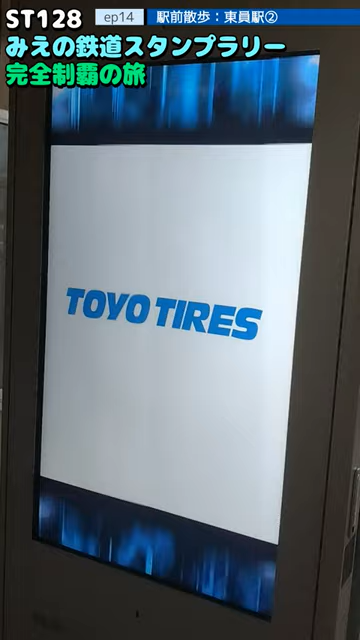 ST128
ep14
駅前散歩：東員駅②
みえの鉄道スタンプラリー
完全制覇の旅
TOYO TIRES